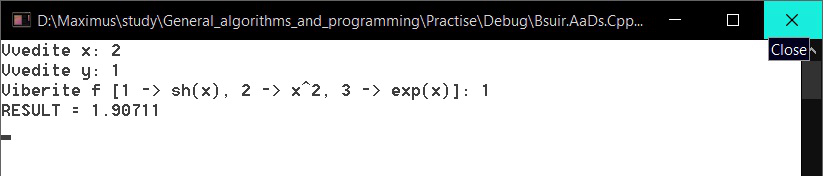 D:\Maximus\study\General_algorithms_and_programming\Practise\Debug\Bsuir.AaDs.Cpp...
Close
Vvedite x: 2
Vvedite y: 1
Viberite f [1 -> sh(x), 2 -> x^2, 3 -> exp(x)]: 1
RESULT = 1.90711